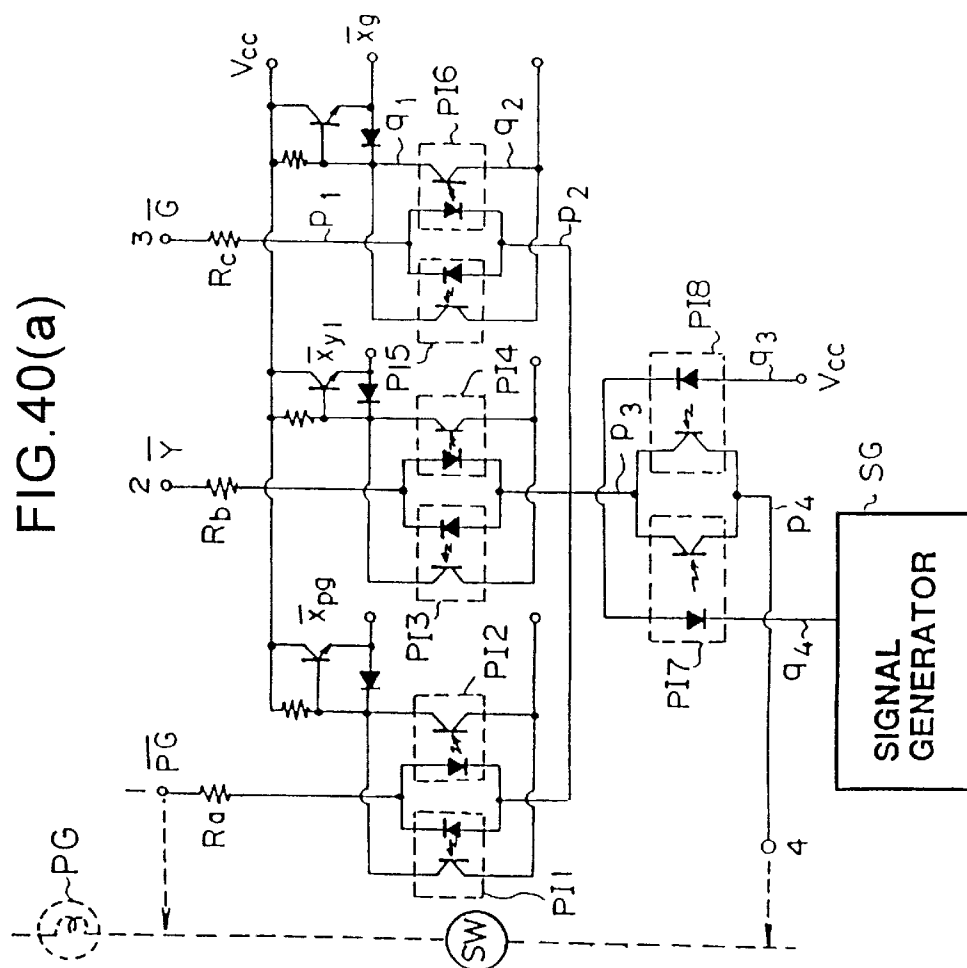 FIG.40(a)
PG
1 P̅G̅
2 Y̅
3 G̅
Vcc
Ra
Rb
Rc
x̅pg
x̅y1
x̅g
p1
q1
PI1
PI2
PI3
PI4
PI5
PI6
q2
p2
SW
p3
PI7
PI8
q3
Vcc
q4
p4
4
SG
SIGNAL
GENERATOR